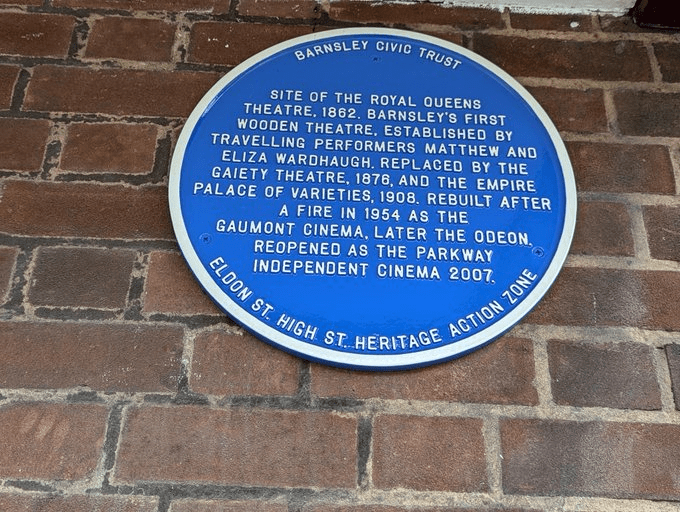 BARNSLEY CIVIC TRUST
SITE OF THE ROYAL QUEENS
THEATRE, 1862. BARNSLEY'S FIRST
WOODEN THEATRE, ESTABLISHED BY
TRAVELLING PERFORMERS MATTHEW AND
ELIZA WARDHAUGH. REPLACED BY THE
GAIETY THEATRE, 1876, AND THE EMPIRE
PALACE OF VARIETIES, 1908. REBUILT AFTER
A FIRE IN 1954 AS THE
GAUMONT CINEMA, LATER THE ODEON.
REOPENED AS THE PARKWAY
INDEPENDENT CINEMA 2007.
ELDON ST. HIGH ST. HERITAGE ACTION ZONE